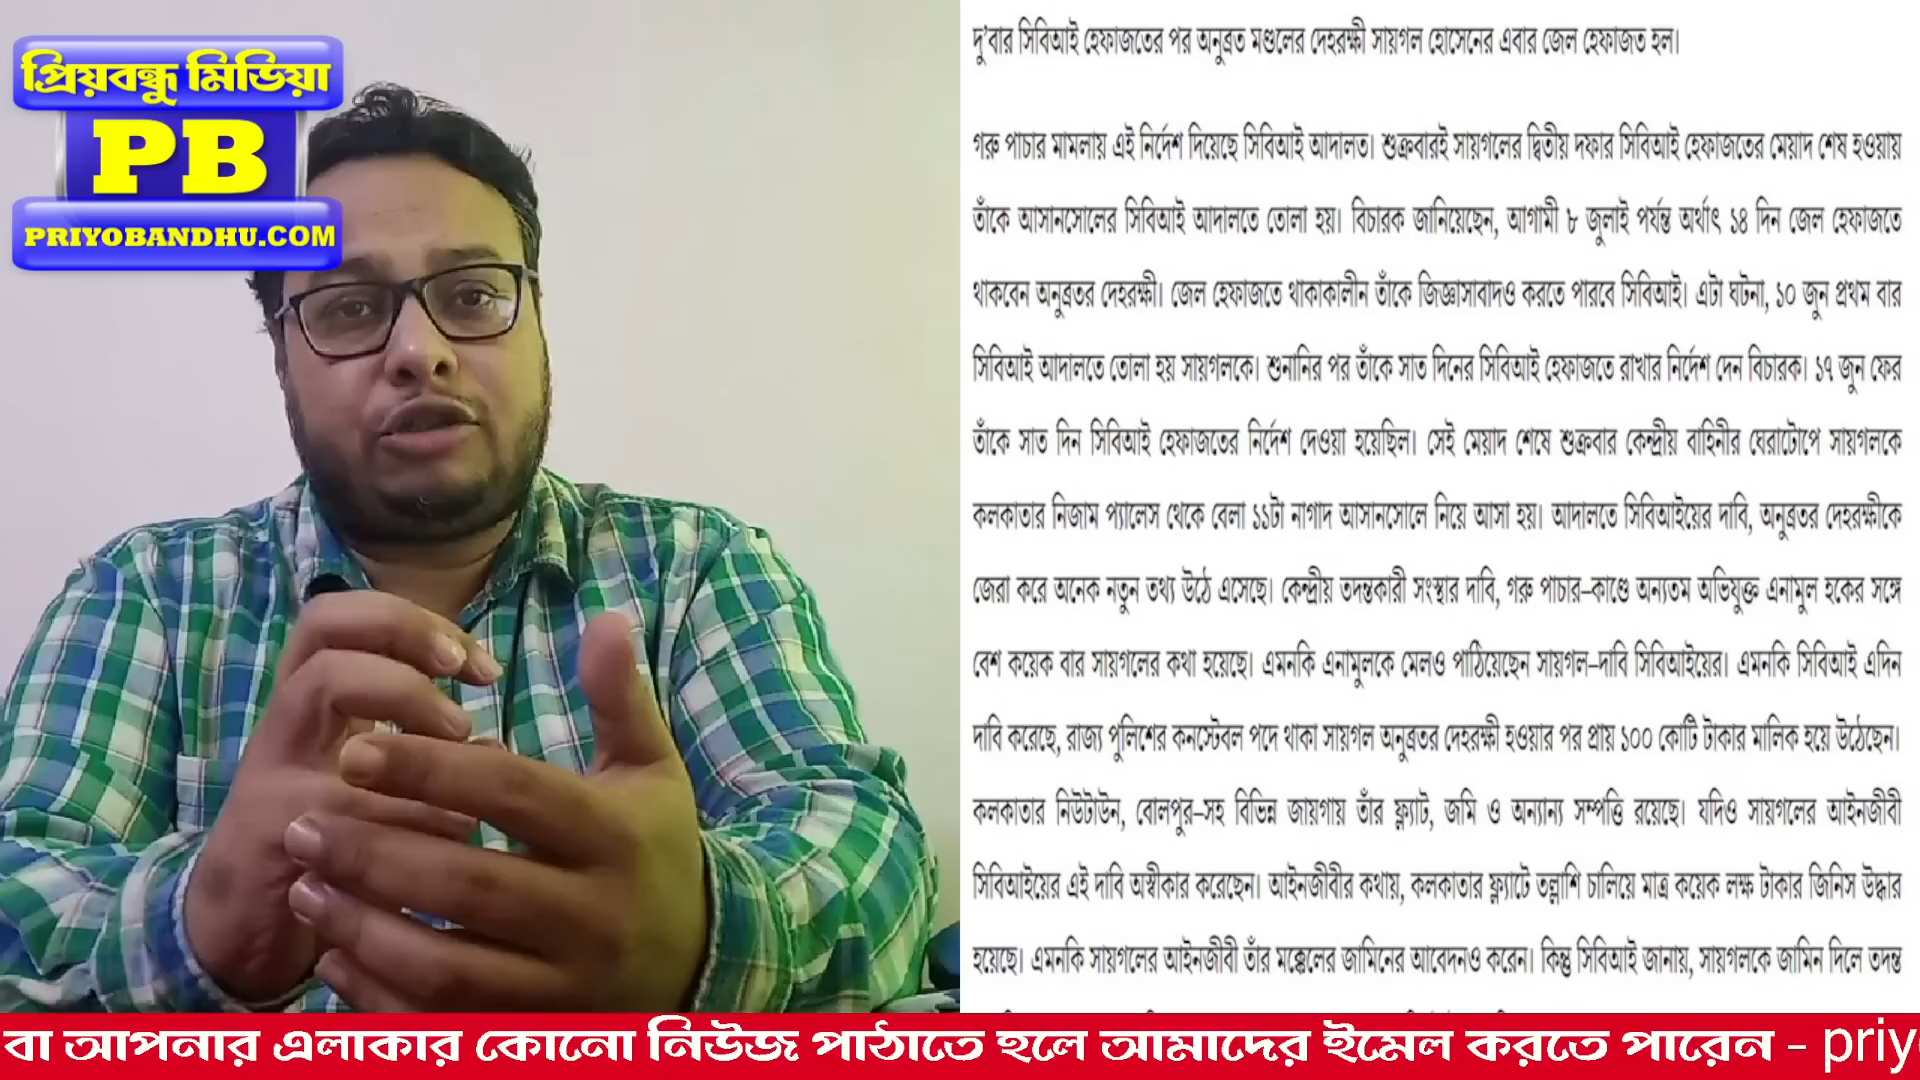 প্রিয়বন্ধু মিডিয়া
PB
PRIYOBANDHU.COM
দু'বার সিবিআই হেফাজতের পর অনুব্রত মণ্ডলের দেহরক্ষী সায়গল হোসেনের এবার জেল হেফাজত হল।
গরু পাচার মামলায় এই নির্দেশ দিয়েছে সিবিআই আদালত। শুক্রবারই সায়গলের দ্বিতীয় দফার সিবিআই হেফাজতের মেয়াদ শেষ হওয়ায়
তাঁকে আসানসোলের সিবিআই আদালতে তোলা হয়। বিচারক জানিয়েছেন, আগামী ৮ জুলাই পর্যন্ত অর্থাৎ ১৪ দিন জেল হেফাজতে
থাকবেন অনুব্রতর দেহরক্ষী। জেল হেফাজতে থাকাকালীন তাঁকে জিজ্ঞাসাবাদও করতে পারবে সিবিআই। এটা ঘটনা, ১০ জুন প্রথম বার
সিবিআই আদালতে তোলা হয় সায়গলকে। শুনানির পর তাঁকে সাত দিনের সিবিআই হেফাজতে রাখার নির্দেশ দেন বিচারক। ১৭ জুন ফের
তাঁকে সাত দিন সিবিআই হেফাজতের নির্দেশ দেওয়া হয়েছিল। সেই মেয়াদ শেষে শুক্রবার কেন্দ্রীয় বাহিনীর ঘেরাটোপে সায়গলকে
কলকাতার নিজাম প্যালেস থেকে বেলা ১১টা নাগাদ আসানসোলে নিয়ে আসা হয়। আদালতে সিবিআইয়ের দাবি, অনুব্রতর দেহরক্ষীকে
জেরা করে অনেক নতুন তথ্য উঠে এসেছে। কেন্দ্রীয় তদন্তকারী সংস্থার দাবি, গরু পাচার-কাণ্ডে অন্যতম অভিযুক্ত এনামুল হকের সঙ্গে
বেশ কয়েক বার সায়গলের কথা হয়েছে। এমনকি এনামুলকে মেলও পাঠিয়েছেন সায়গল-দাবি সিবিআইয়ের। এমনকি সিবিআই এদিন
দাবি করেছে, রাজ্য পুলিশের কনস্টেবল পদে থাকা সায়গল অনুব্রতর দেহরক্ষী হওয়ার পর প্রায় ১০০ কোটি টাকার মালিক হয়ে উঠেছেন।
কলকাতার নিউটাউন, বোলপুর-সহ বিভিন্ন জায়গায় তাঁর ফ্ল্যাট, জমি ও অন্যান্য সম্পত্তি রয়েছে। যদিও সায়গলের আইনজীবী
সিবিআইয়ের এই দাবি অস্বীকার করেছেন। আইনজীবীর কথায়, কলকাতার ফ্ল্যাটে তল্লাশি চালিয়ে মাত্র কয়েক লক্ষ টাকার জিনিস উদ্ধার
হয়েছে। এমনকি সায়গলের আইনজীবী তাঁর মক্কেলের জামিনের আবেদনও করেন। কিন্তু সিবিআই জানায়, সায়গলকে জামিন দিলে তদন্ত
বা আপনার এলাকার কোনো নিউজ পাঠাতে হলে আমাদের ইমেল করতে পারেন - priyo